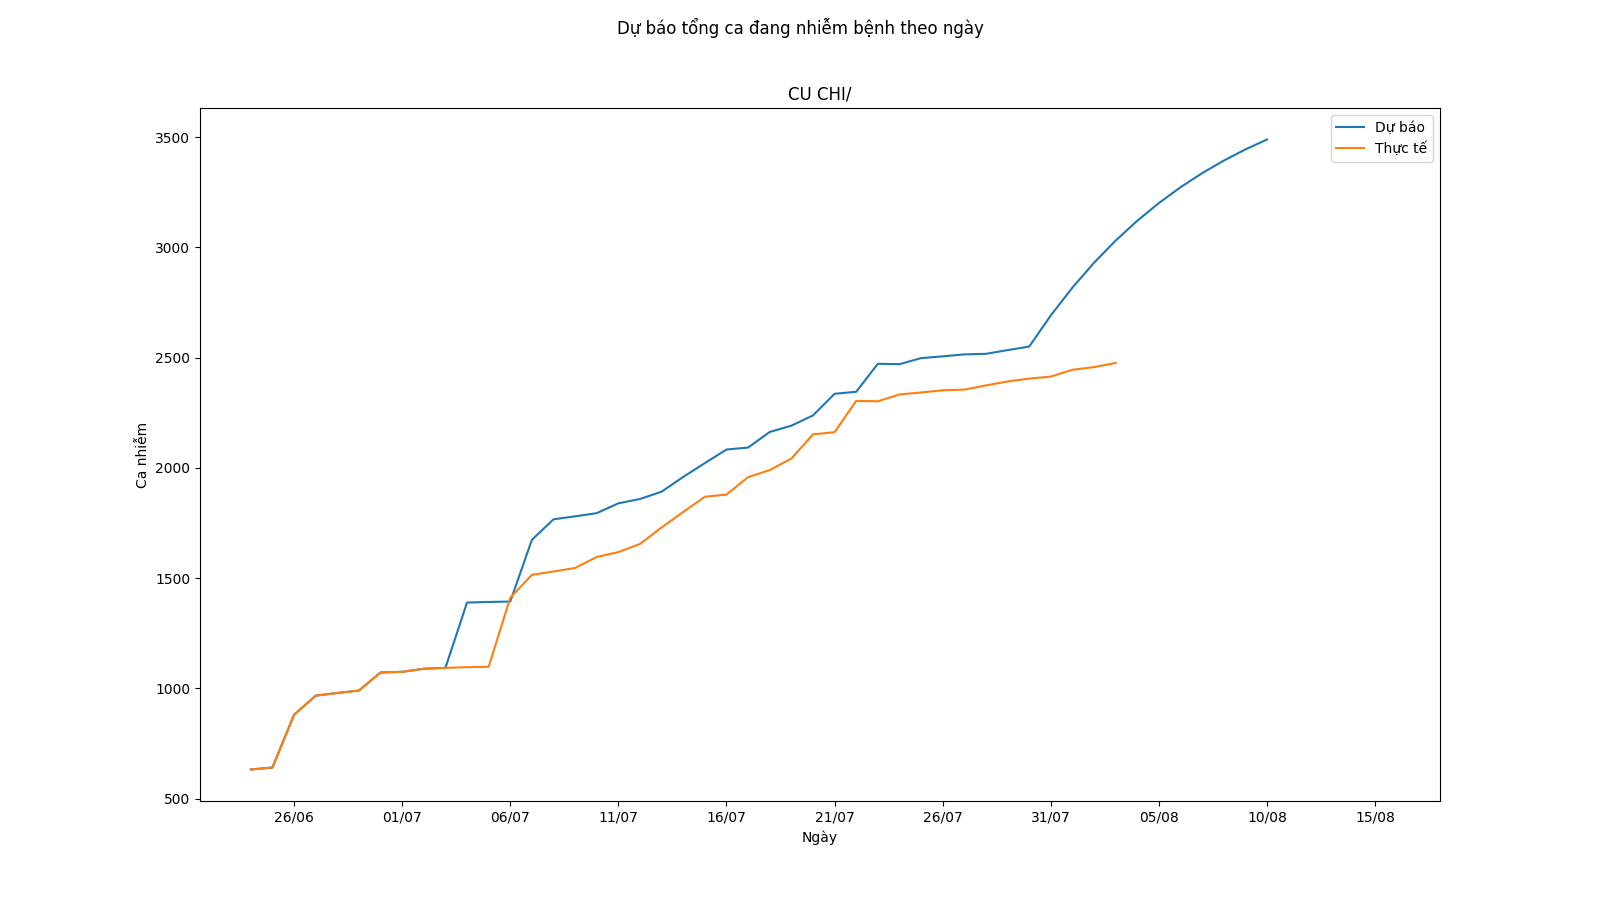 Dự báo tổng ca đang nhiễm bệnh theo ngày
CU CHI/
Dự báo
Thực tế
3500
3000
2500
2000
1500
1000
500
Ca nhiễm
26/06 01/07 06/07 11/07 16/07 21/07 26/07 31/07 05/08 10/08 15/08
Ngày